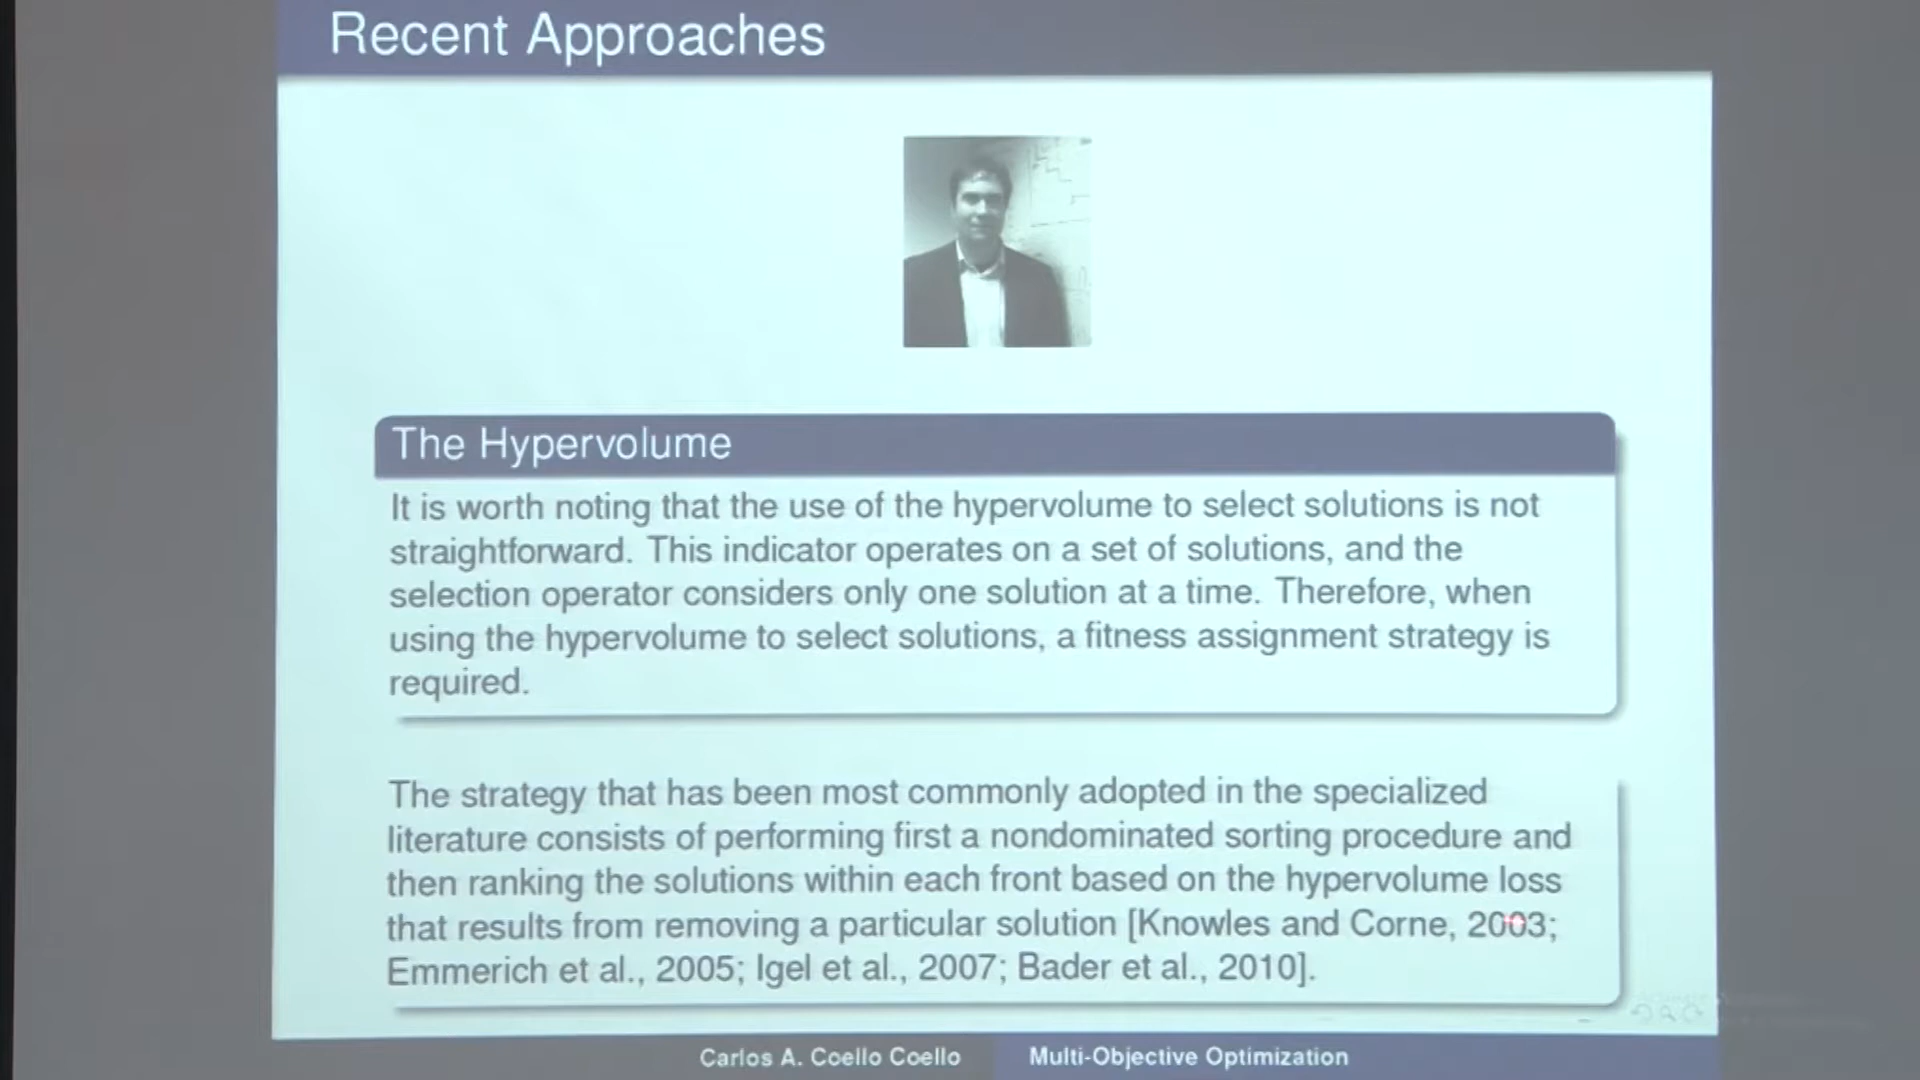 Recent Approaches
The Hypervolume
It is worth noting that the use of the hypervolume to select solutions is not
straightforward. This indicator operates on a set of solutions, and the
selection operator considers only one solution at a time. Therefore, when
using the hypervolume to select solutions, a fitness assignment strategy is
required.
The strategy that has been most commonly adopted in the specialized
literature consists of performing first a nondominated sorting procedure and
then ranking the solutions within each front based on the hypervolume loss
that results from removing a particular solution [Knowles and Corne, 2003;
Emmerich et al., 2005; Igel et al., 2007; Bader et al., 2010].
Carlos A. Coello Coello Multi-Objective Optimization